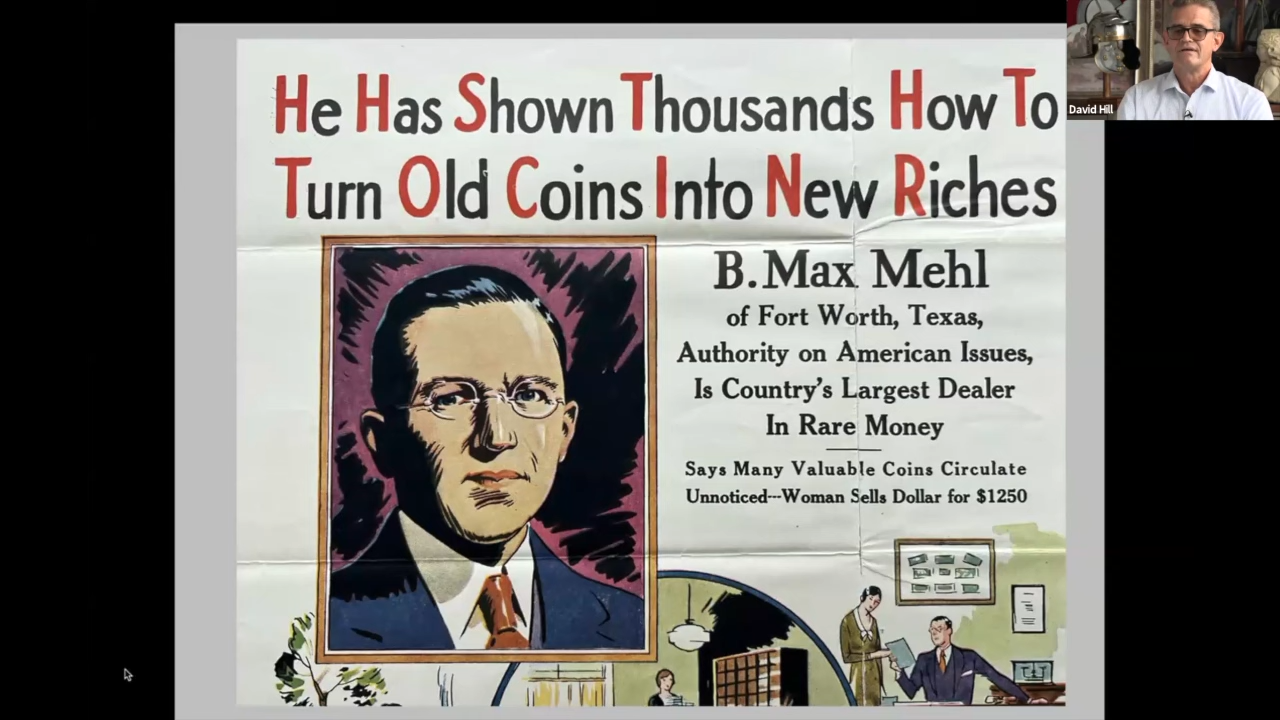 He Has Shown Thousands How To
Turn Old Coins Into New Riches
B. Max Mehl
of Fort Worth, Texas,
Authority on American Issues,
Is Country's Largest Dealer
In Rare Money
Says Many Valuable Coins Circulate
Unnoticed---Woman Sells Dollar for $1250
David Hill